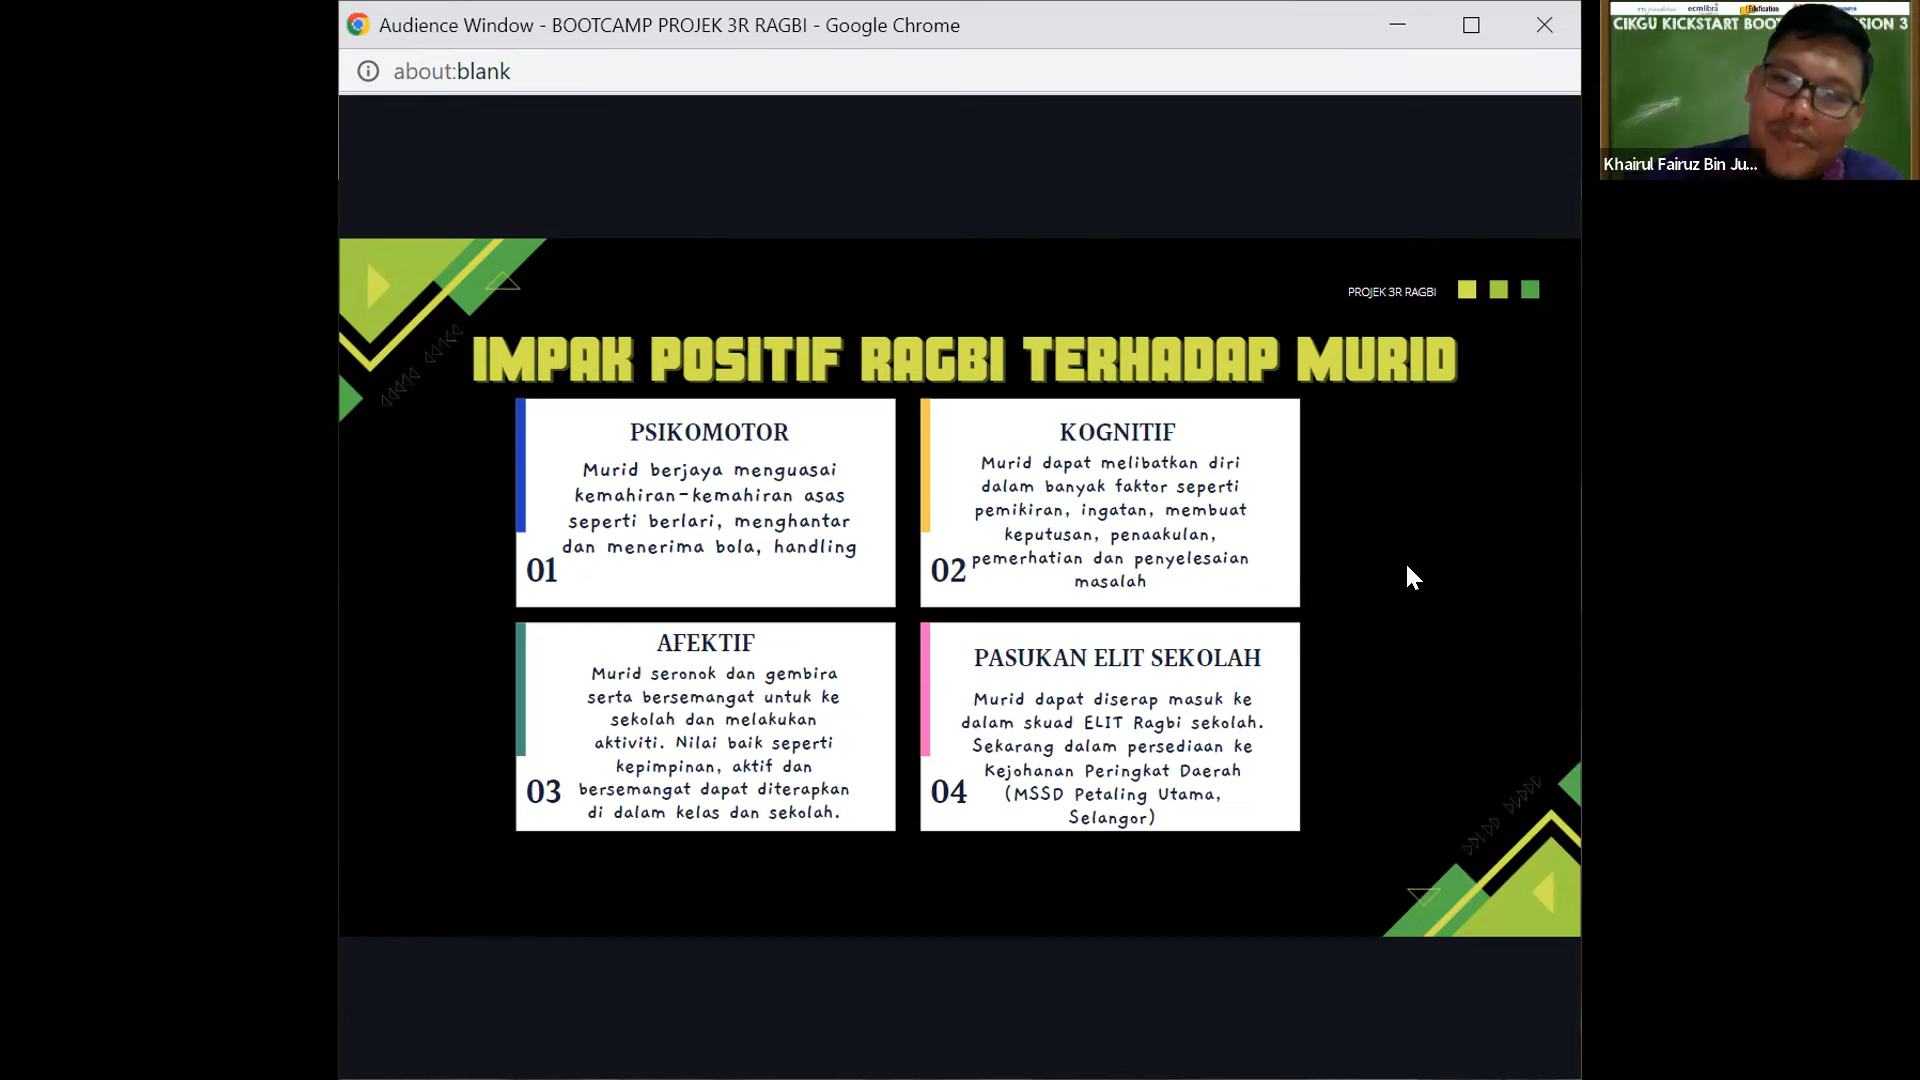 Audience Window - BOOTCAMP PROJEK 3R RAGBI - Google Chrome
about:blank
ecmlibra
CIKGU KICKSTART BOO
SION 3
Khairul Fairuz Bin Ju...
PROJEK 3R RAGBI
IMPAK POSITIF RAGBI TERHADAP MURID
PSIKOMOTOR
Murid berjaya menguasai
kemahiran-kemahiran asas
seperti berlari, menghantar
dan menerima bola, handling
01
KOGNITIF
Murid dapat melibatkan diri
dalam banyak faktor seperti
pemikiran, ingatan, membuat
keputusan, penaakulan,
pemerhatian dan penyelesaian
masalah
02
AFEKTIF
Murid seronok dan gembira
serta bersemangat untuk ke
sekolah dan melakukan
aktiviti. Nilai baik seperti
kepimpinan, aktif dan
bersemangat dapat diterapkan
di dalam kelas dan sekolah.
03
PASUKAN ELIT SEKOLAH
Murid dapat diserap masuk ke
dalam skuad ELIT Ragbi sekolah.
Sekarang dalam persediaan ke
Kejohanan Peringkat Daerah
(MSSD Petaling Utama,
Selangor)
04